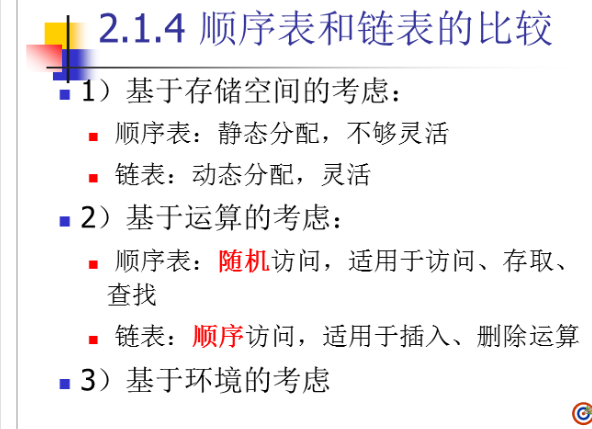 2.1.4 顺序表和链表的比较
1）基于存储空间的考虑：
顺序表：静态分配，不够灵活
链表：动态分配，灵活
2）基于运算的考虑：
顺序表：随机访问，适用于访问、存取、
查找
链表：顺序访问，适用于插入、删除运算
3）基于环境的考虑